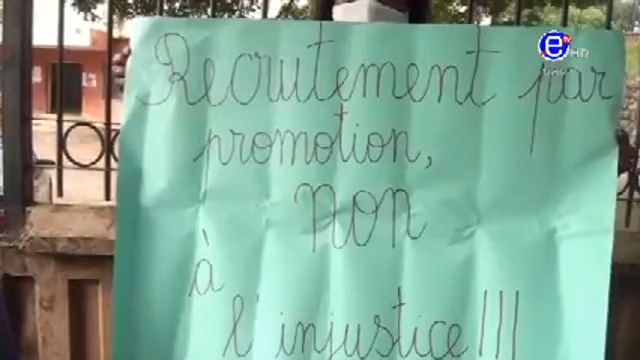 Recrutement par
promotion,
non
à
l'injustice!!!